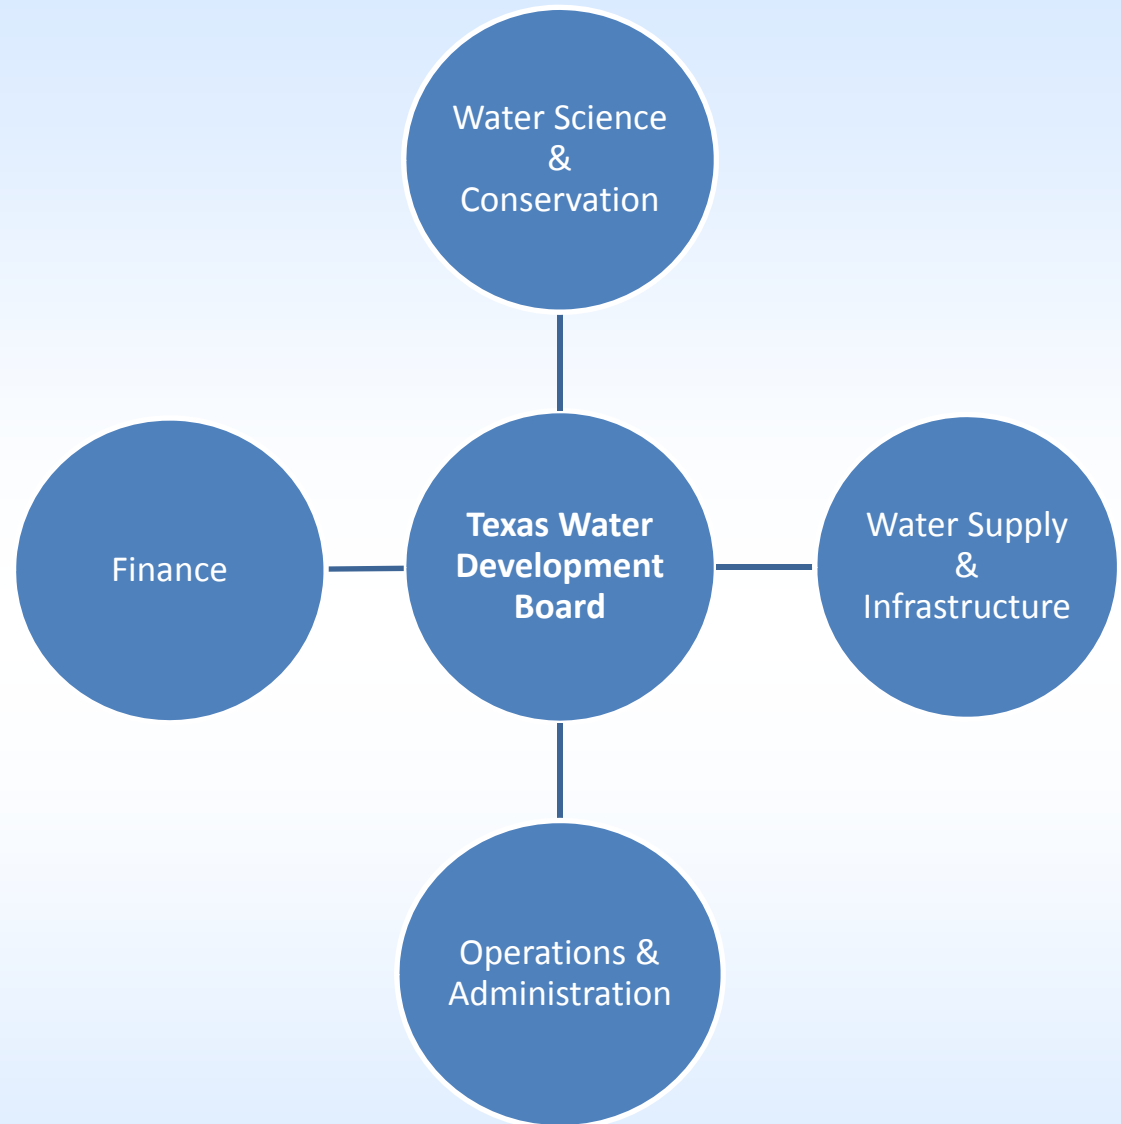 Water Science
&
Conservation
Finance
Texas Water
Development
Board
Water Supply
&
Infrastructure
Operations &
Administration